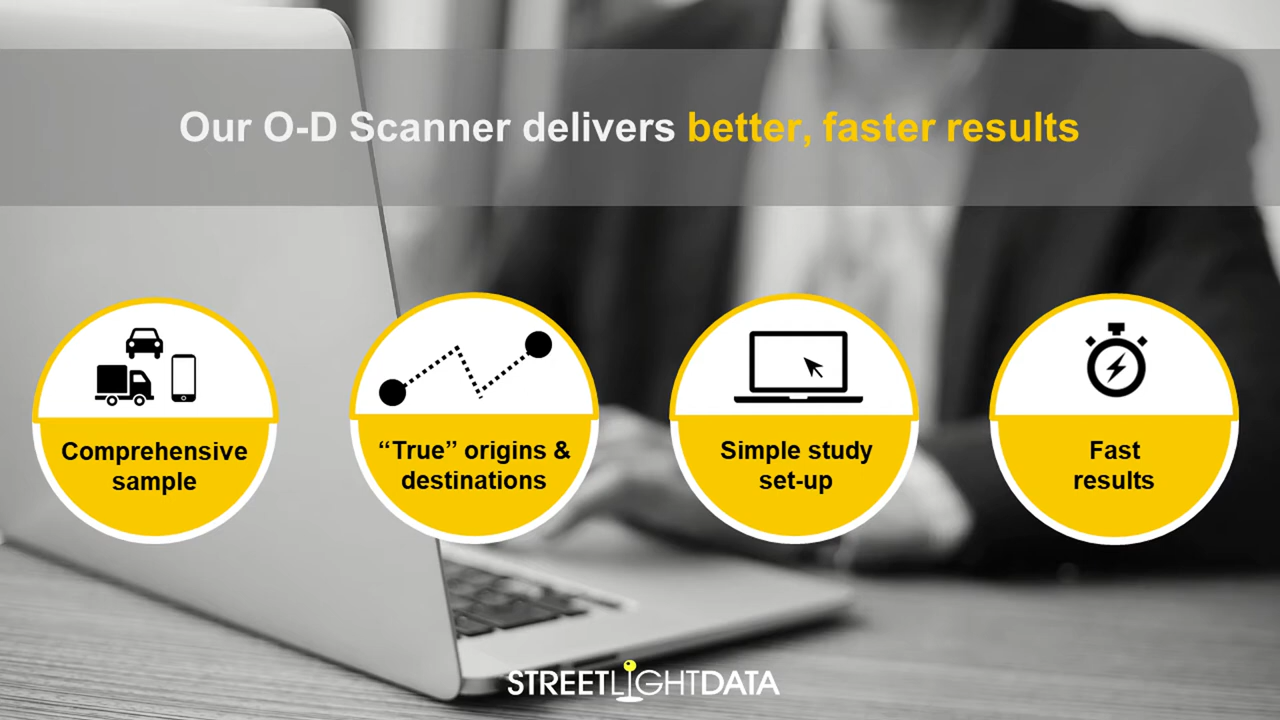 Our O-D Scanner delivers better, faster results
Comprehensive
sample
“True” origins &
destinations
Simple study
set-up
Fast
results
STREETLIGHTDATA